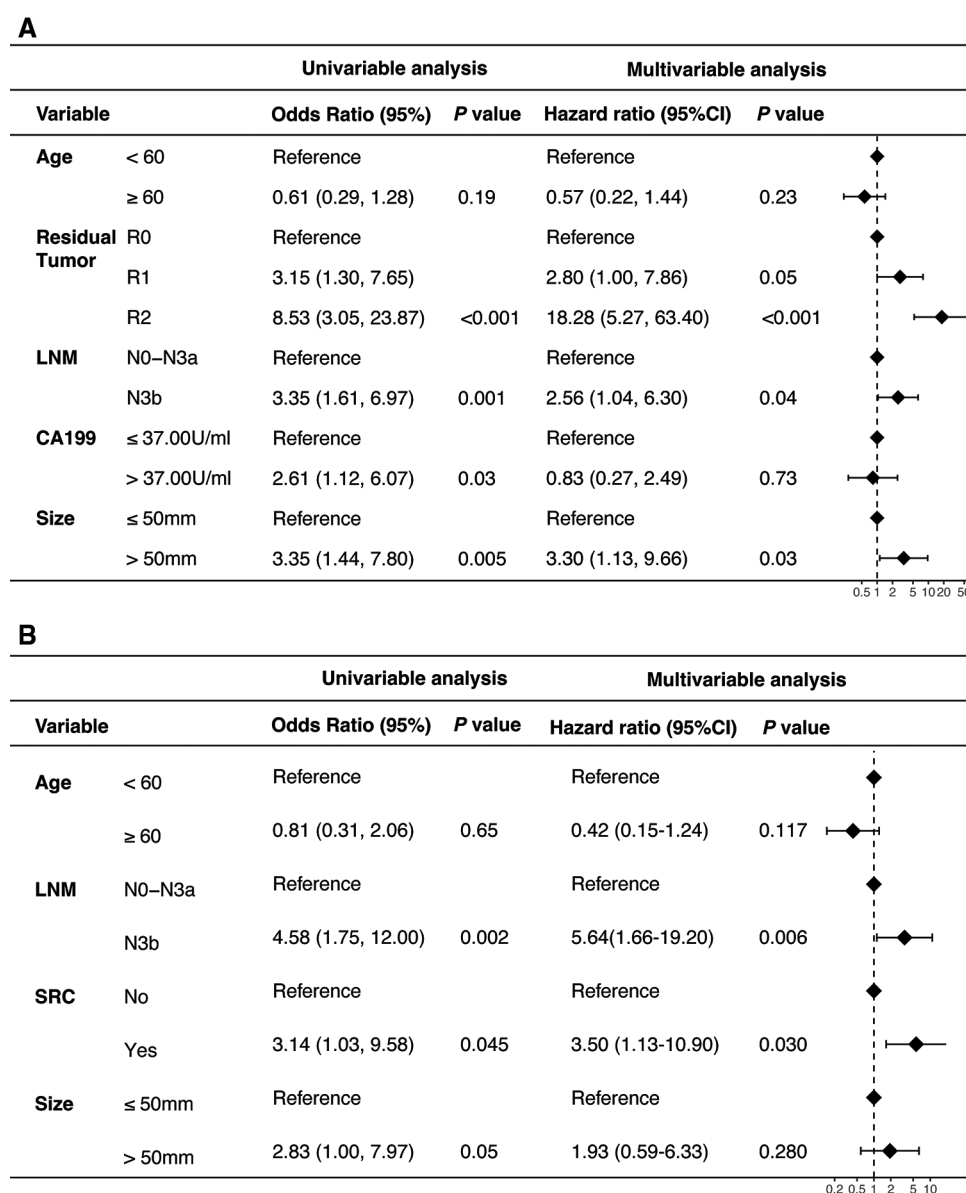 A
Univariable analysis Multivariable analysis
Variable Odds Ratio (95%) P value Hazard ratio (95%CI) P value
Age < 60 Reference Reference
≥ 60 0.61 (0.29, 1.28) 0.19 0.57 (0.22, 1.44) 0.23
Residual R0 Reference Reference
Tumor
R1 3.15 (1.30, 7.65) 2.80 (1.00, 7.86) 0.05
R2 8.53 (3.05, 23.87) <0.001 18.28 (5.27, 63.40) <0.001
LNM N0–N3a Reference Reference
N3b 3.35 (1.61, 6.97) 0.001 2.56 (1.04, 6.30) 0.04
CA199 ≤ 37.00U/ml Reference Reference
> 37.00U/ml 2.61 (1.12, 6.07) 0.03 0.83 (0.27, 2.49) 0.73
Size ≤ 50mm Reference Reference
> 50mm 3.35 (1.44, 7.80) 0.005 3.30 (1.13, 9.66) 0.03
0.5 1 2 5 10 20
B
Univariable analysis Multivariable analysis
Variable Odds Ratio (95%) P value Hazard ratio (95%CI) P value
Age < 60 Reference Reference
≥ 60 0.81 (0.31, 2.06) 0.65 0.42 (0.15-1.24) 0.117
LNM N0–N3a Reference Reference
N3b 4.58 (1.75, 12.00) 0.002 5.64(1.66-19.20) 0.006
SRC No Reference Reference
Yes 3.14 (1.03, 9.58) 0.045 3.50 (1.13-10.90) 0.030
Size ≤ 50mm Reference Reference
> 50mm 2.83 (1.00, 7.97) 0.05 1.93 (0.59-6.33) 0.280
0.2 0.5 1 2 5 10